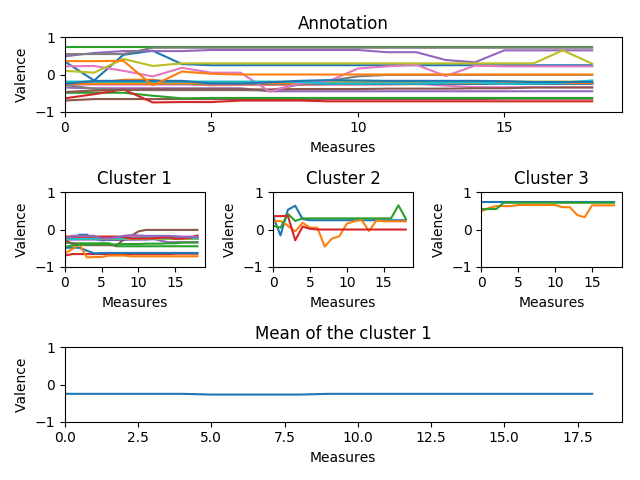 Annotation
Valence
1
0
-1
0 5 10 15
Measures
Cluster 1 Cluster 2 Cluster 3
Valence
1
0
-1
1
0
-1
1
0
-1
0 5 10 15 0 5 10 15 0 5 10 15
Measures Measures Measures
Mean of the cluster 1
Valence
1
0
-1
0.0 2.5 5.0 7.5 10.0 12.5 15.0 17.5
Measures